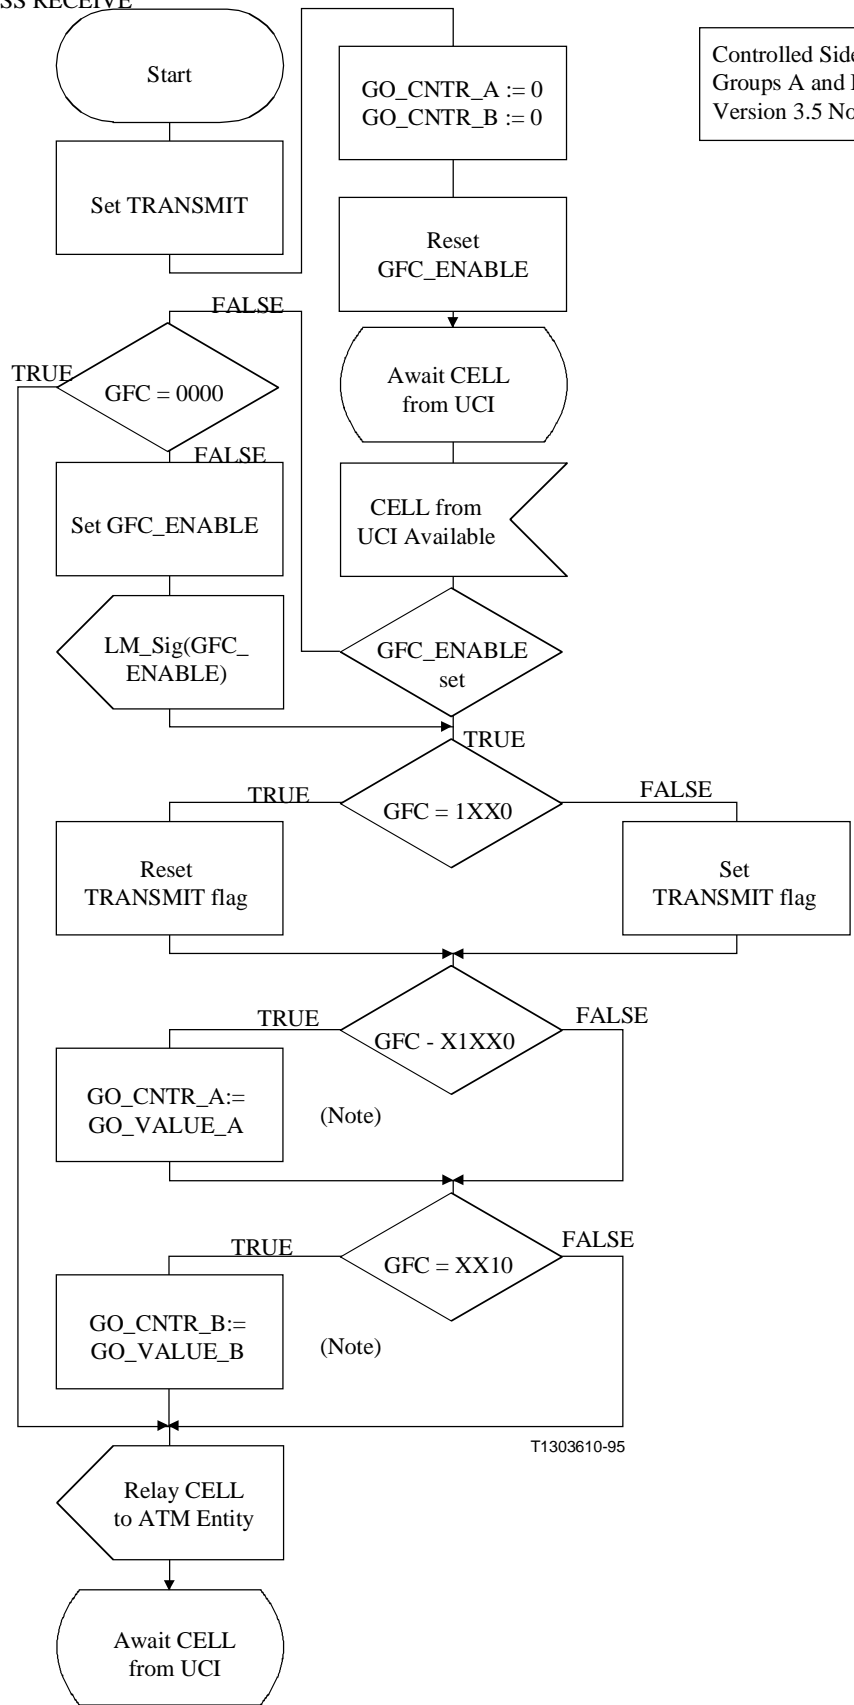 SS RECEIVE
Start
Set TRANSMIT
GO_CNTR_A := 0
GO_CNTR_B := 0
Reset
GFC_ENABLE
Controlled Side
Groups A and
Version 3.5
Await CELL
from UCI
CELL from
UCI Available
GFC_ENABLE
set
FALSE
TRUE
GFC = 0000
FALSE
Set GFC_ENABLE
LM_Sig(GFC_
ENABLE)
TRUE
GFC = 1XX0
TRUE
FALSE
Reset
TRANSMIT flag
Set
TRANSMIT flag
GFC - X1XX0
TRUE
FALSE
GO_CNTR_A:=
GO_VALUE_A
(Note)
GFC = XX10
TRUE
FALSE
GO_CNTR_B:=
GO_VALUE_B
(Note)
T1303610-95
Relay CELL
to ATM Entity
Await CELL
from UCI